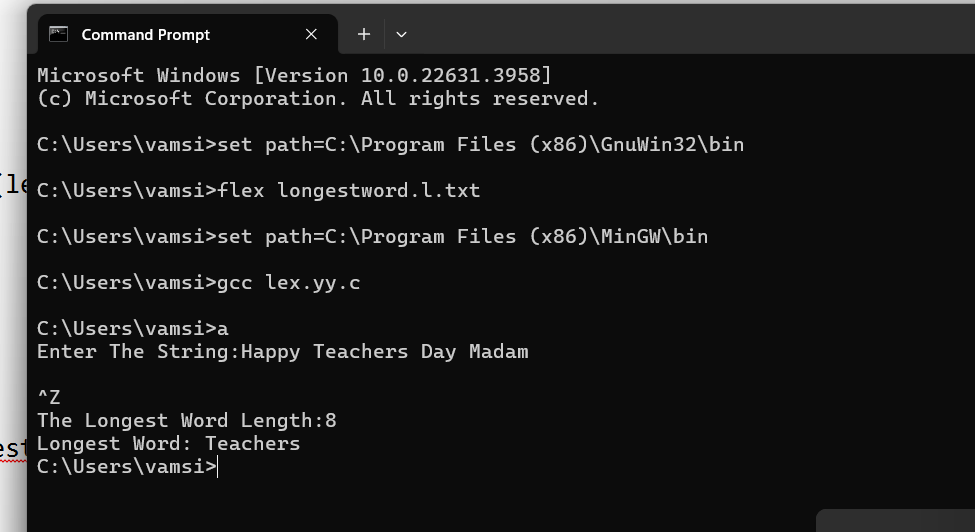 Command Prompt
Microsoft Windows [Version 10.0.22631.3958]
(c) Microsoft Corporation. All rights reserved.
C:\Users\vamsi>set path=C:\Program Files (x86)\GnuWin32\bin
C:\Users\vamsi>flex longestword.l.txt
C:\Users\vamsi>set path=C:\Program Files (x86)\MinGW\bin
C:\Users\vamsi>gcc lex.yy.c
C:\Users\vamsi>a
Enter The String:Happy Teachers Day Madam
^Z
The Longest Word Length:8
Longest Word: Teachers
C:\Users\vamsi>